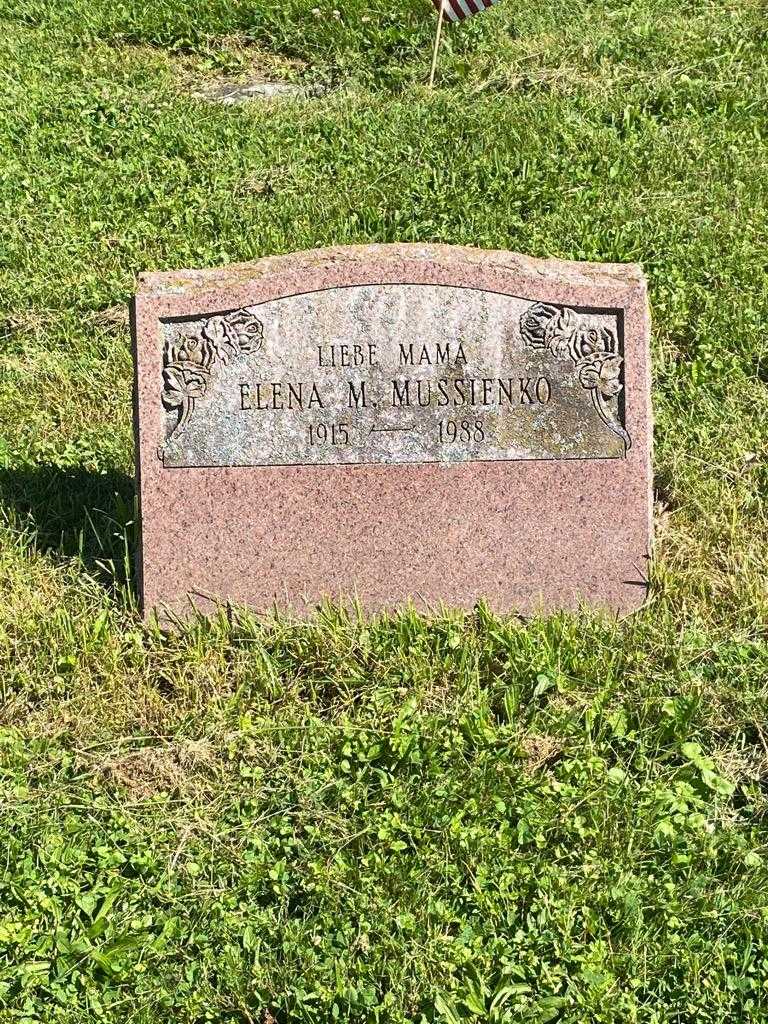 LIEBE MAMA
ELENA M. MUSSIENKO
1915 — 1988